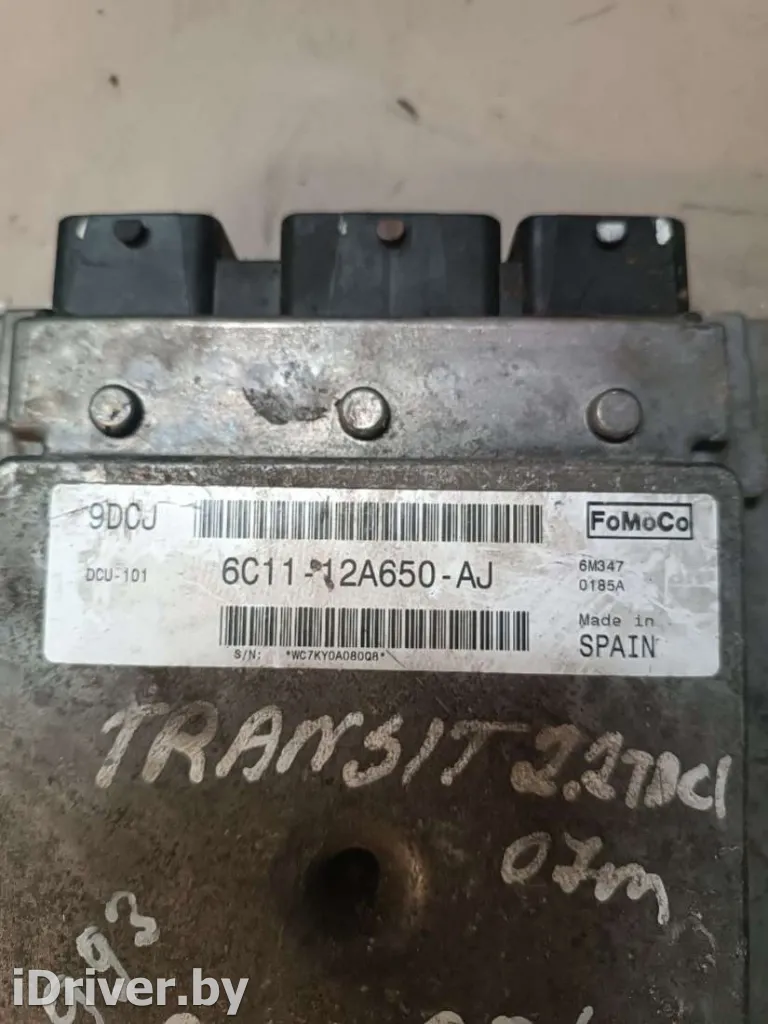 9DCJ
FoMoCo
DCU-101
6C11-12A650-AJ
6M347
0185A
Made in
SPAIN
S/N: *WC7KY0A080Q8*
TRANSIT 2.2TDCI
07m
993
iDriver.by